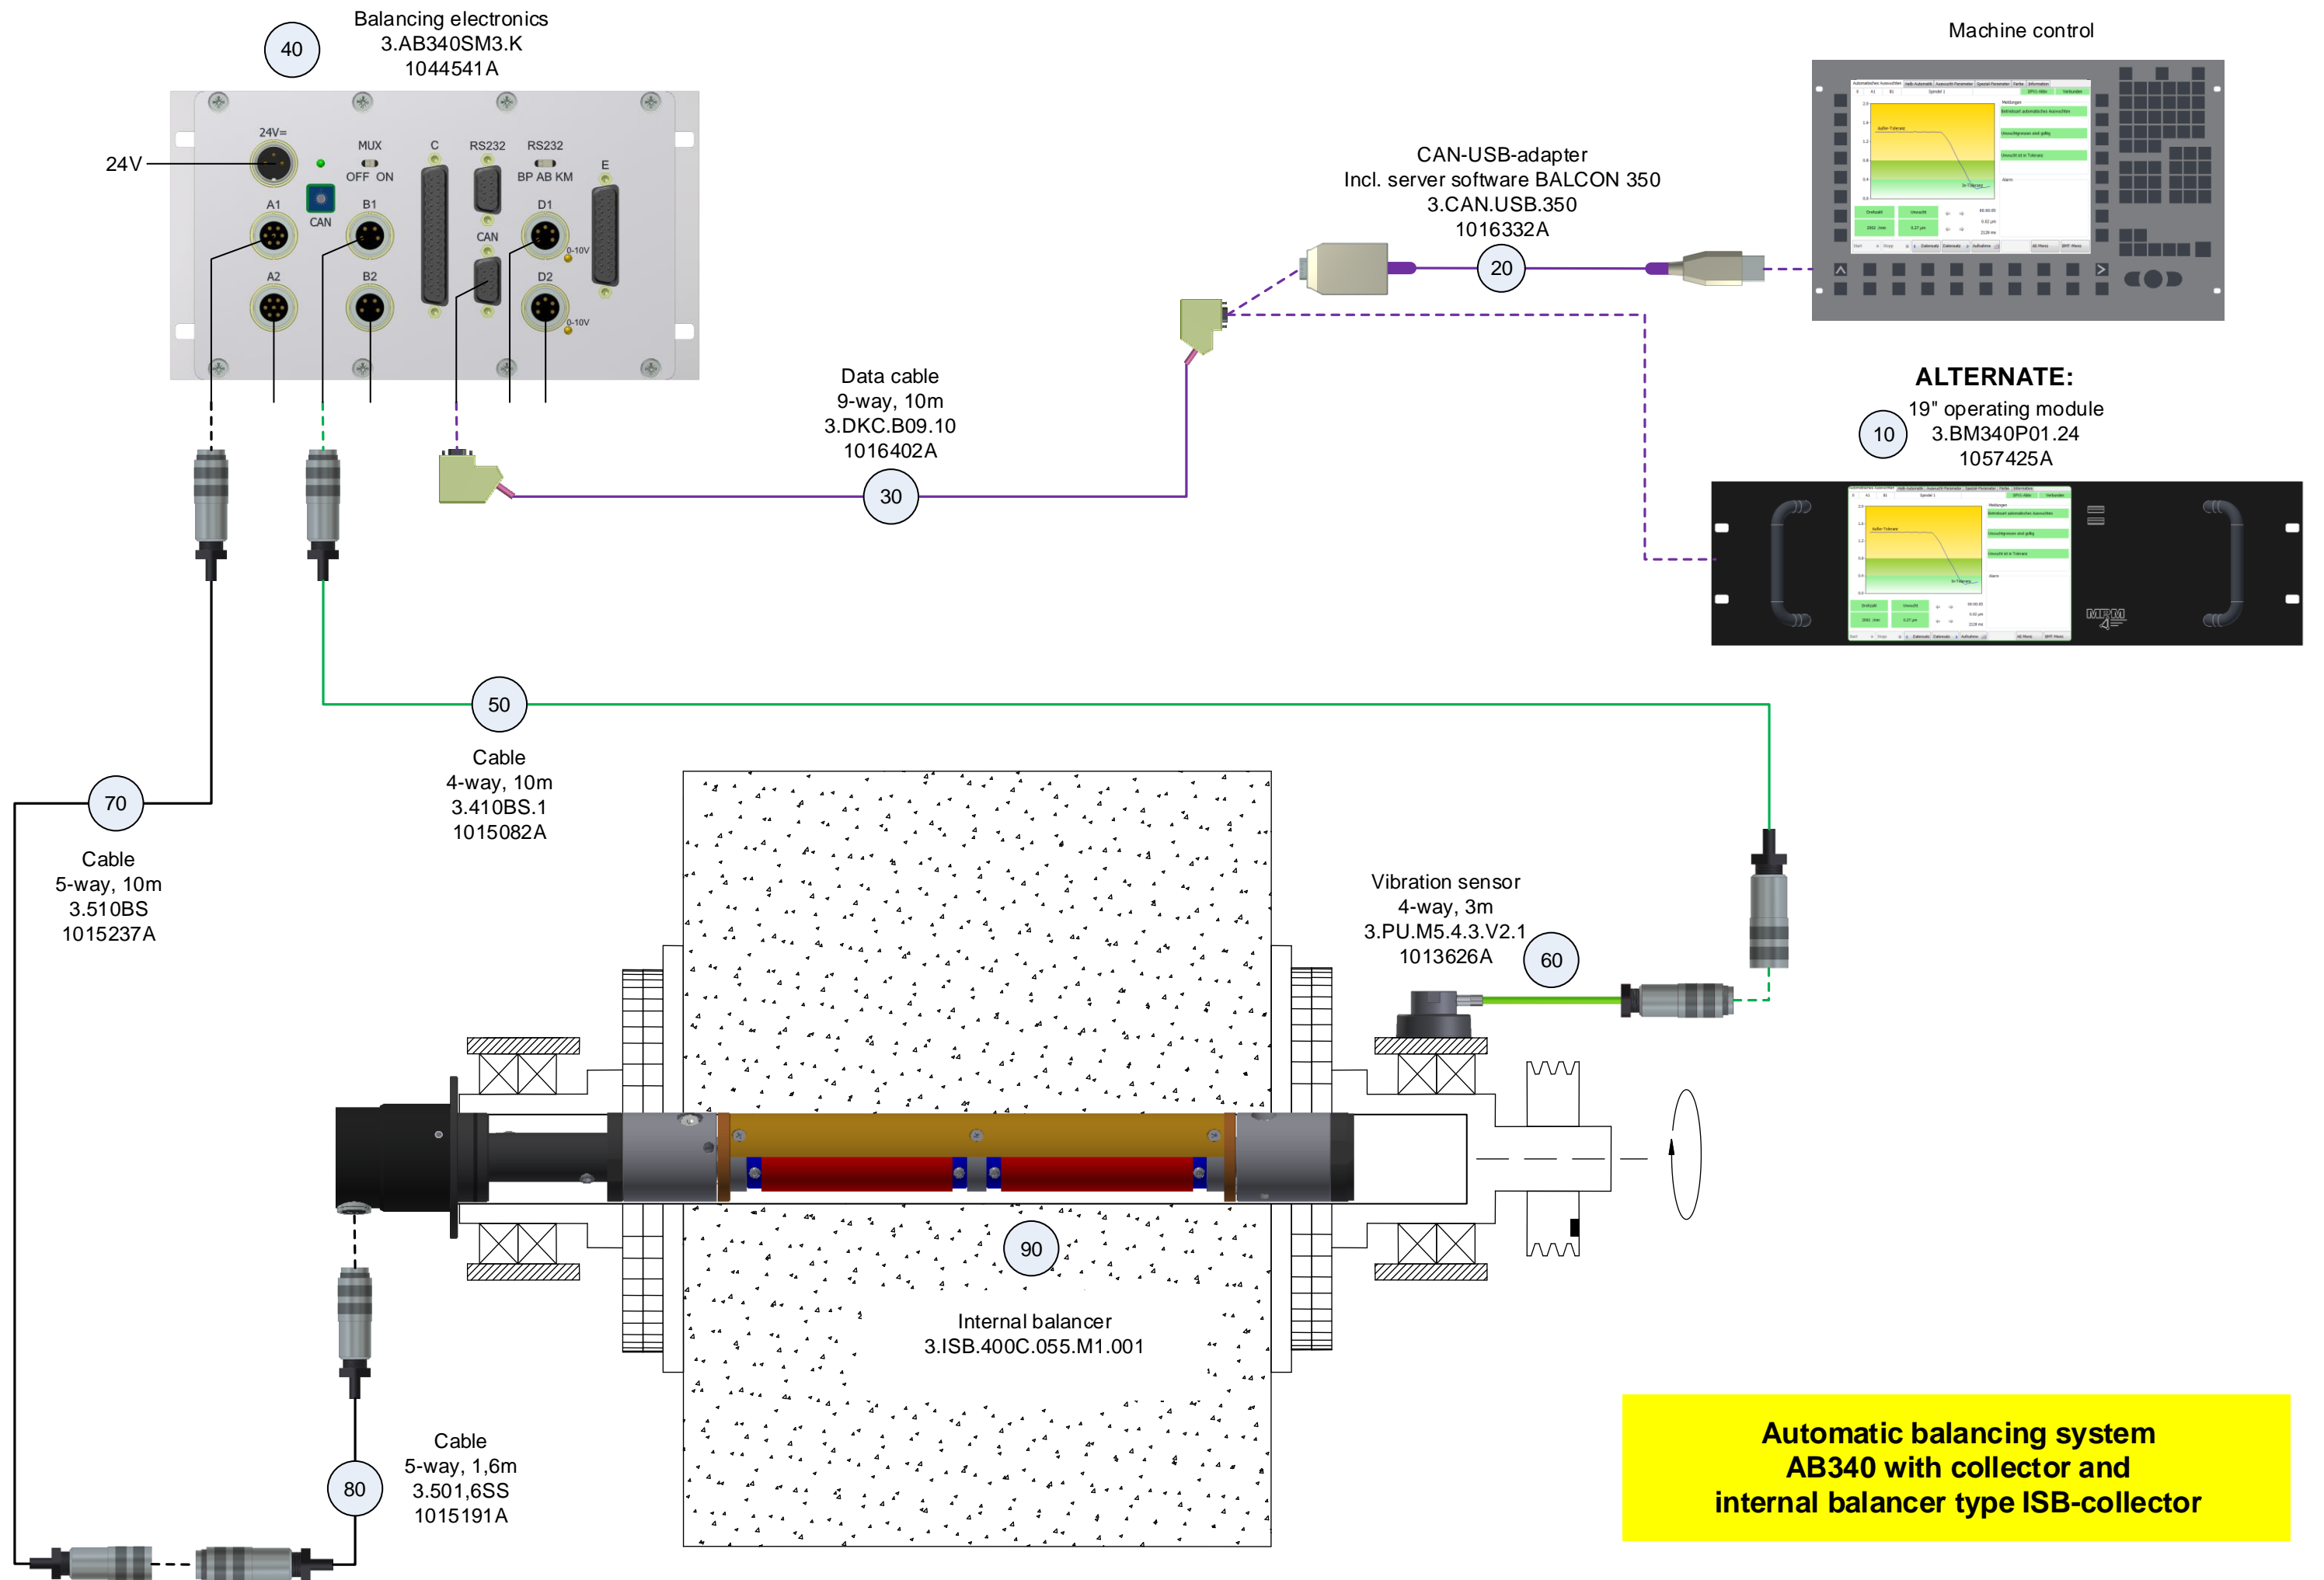 Balancing electronics
3.AB340SM3.K
1044541A
40
24V=
24V
MUX
OFF ON
CAN
C
RS232
RS232
BP AB KM
E
A1
B1
D1
0-10V
CAN
A2
B2
D2
0-10V
Machine control
CAN-USB-adapter
Incl. server software BALCON 350
3.CAN.USB.350
1016332A
20
Data cable
9-way, 10m
3.DKC.B09.10
1016402A
30
ALTERNATE:
19" operating module
3.BM340P01.24
1057425A
10
50
Cable
4-way, 10m
3.410BS.1
1015082A
70
Cable
5-way, 10m
3.510BS
1015237A
Vibration sensor
4-way, 3m
3.PU.M5.4.3.V2.1
1013626A
60
90
Internal balancer
3.ISB.400C.055.M1.001
Cable
5-way, 1,6m
3.501,6SS
1015191A
80
Automatic balancing system
AB340 with collector and
internal balancer type ISB-collector